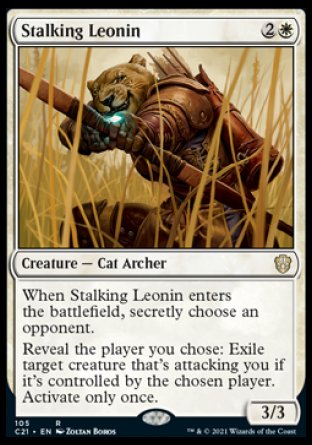 Stalking Leonin 2
Creature — Cat Archer
When Stalking Leonin enters
the battlefield, secretly choose an
opponent.
Reveal the player you chose: Exile
target creature that's attacking you if
it's controlled by the chosen player.
Activate only once.
3/3
105 R
C21 • EN Zoltan Boros
™ & © 2021 Wizards of the Coast